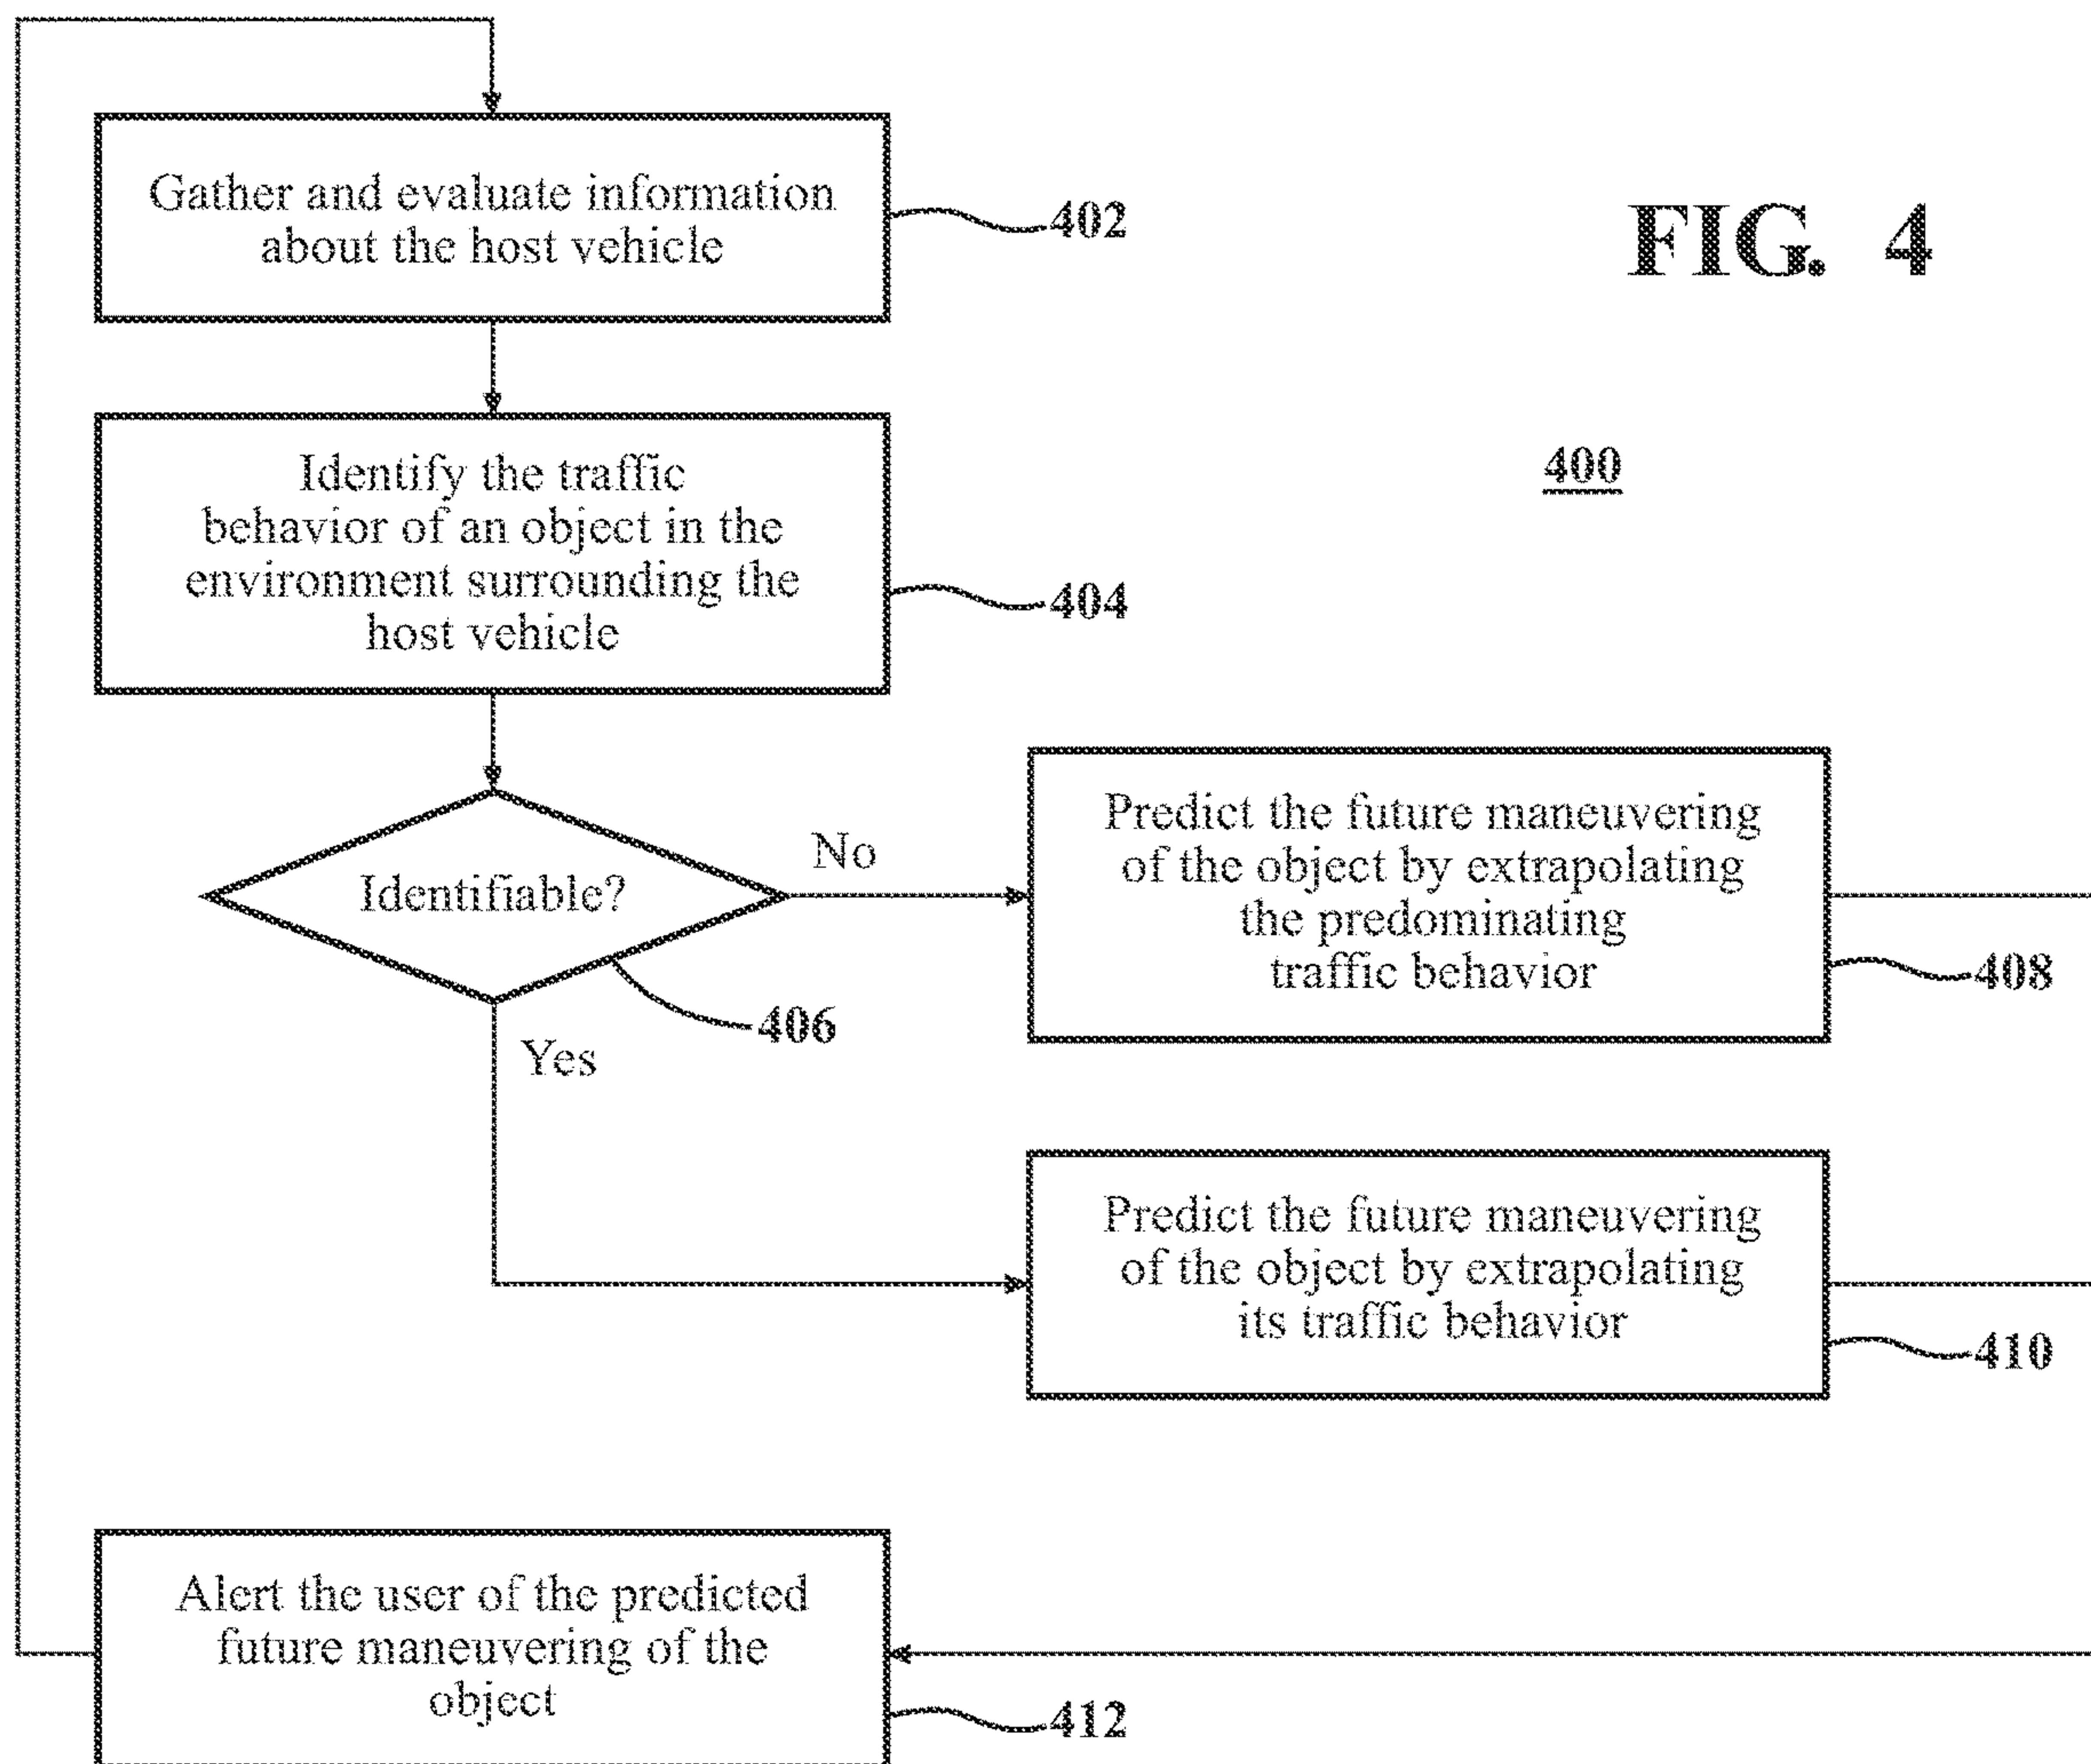 Gather and evaluate information
about the host vehicle
402
FIG. 4
Identify the traffic
behavior of an object in the
environment surrounding the
host vehicle
404
400
Identifiable?
No
406
Yes
Predict the future maneuvering
of the object by extrapolating
the predominating
traffic behavior
408
Predict the future maneuvering
of the object by extrapolating
its traffic behavior
410
Alert the user of the predicted
future maneuvering of the
object
412